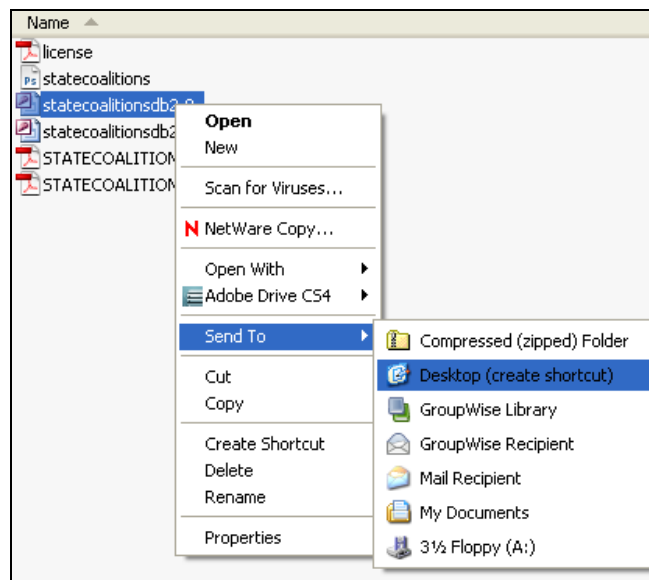 Name
license
Ps statecoalitions
statecoalitionsdb2
statecoalitionsdb2
STATECOALITION
STATECOALITION
Open
New
Scan for Viruses...
N NetWare Copy...
Open With
Adobe Drive CS4
Send To
Cut
Copy
Create Shortcut
Delete
Rename
Properties
Compressed (zipped) Folder
Desktop (create shortcut)
GroupWise Library
GroupWise Recipient
Mail Recipient
My Documents
3½ Floppy (A:)